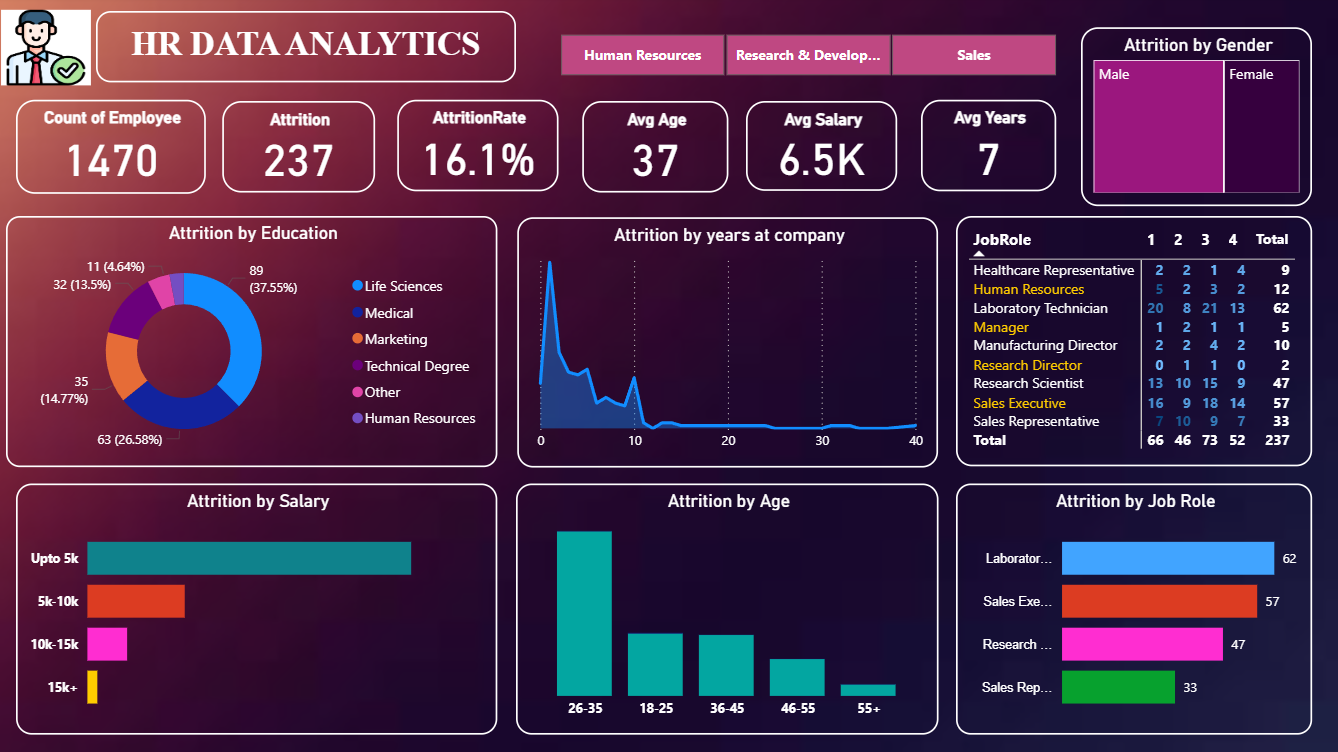 HR DATA ANALYTICS
Human Resources
Research & Develop...
Sales
Attrition by Gender
Male
Female
Count of Employee
1470
Attrition
237
AttritionRate
16.1%
Avg Age
37
Avg Salary
6.5K
Avg Years
7
Attrition by Education
89
(37.55%)
63 (26.58%)
35
(14.77%)
32 (13.5%)
11 (4.64%)
Life Sciences
Medical
Marketing
Technical Degree
Other
Human Resources
Attrition by years at company
0 10 20 30 40
JobRole 1 2 3 4 Total
Healthcare Representative 2 2 1 4 9
Human Resources 5 2 3 2 12
Laboratory Technician 20 8 21 13 62
Manager 1 2 1 1 5
Manufacturing Director 2 2 4 2 10
Research Director 0 1 1 0 2
Research Scientist 13 10 15 9 47
Sales Executive 16 9 18 14 57
Sales Representative 7 10 9 7 33
Total 66 46 73 52 237
Attrition by Salary
Upto 5k
5k-10k
10k-15k
15k+
Attrition by Age
26-35 18-25 36-45 46-55 55+
Attrition by Job Role
Laborator... 62
Sales Exe... 57
Research ... 47
Sales Rep... 33